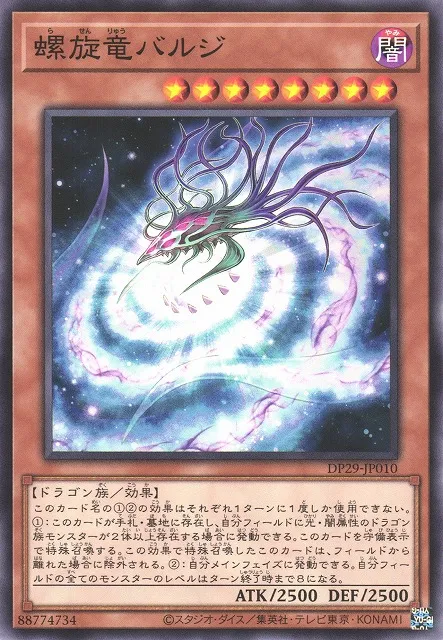 螺旋竜バルジ
闇
DP29-JP010
【ドラゴン族／効果】
このカード名の①②の効果はそれぞれ１ターンに１度しか使用できない。
①：このカードが手札・墓地に存在し、自分フィールドに光・闇属性のドラゴン
族モンスターが２体以上存在する場合に発動できる。このカードを守備表示
で特殊召喚する。この効果で特殊召喚したこのカードは、フィールドから
離れた場合に除外される。②：自分メインフェイズに発動できる。自分フィー
ルドの全てのモンスターのレベルはターン終了時まで８になる。
ATK/2500 DEF/2500
88774734
©スタジオ・ダイス／集英社・テレビ東京・KONAMI